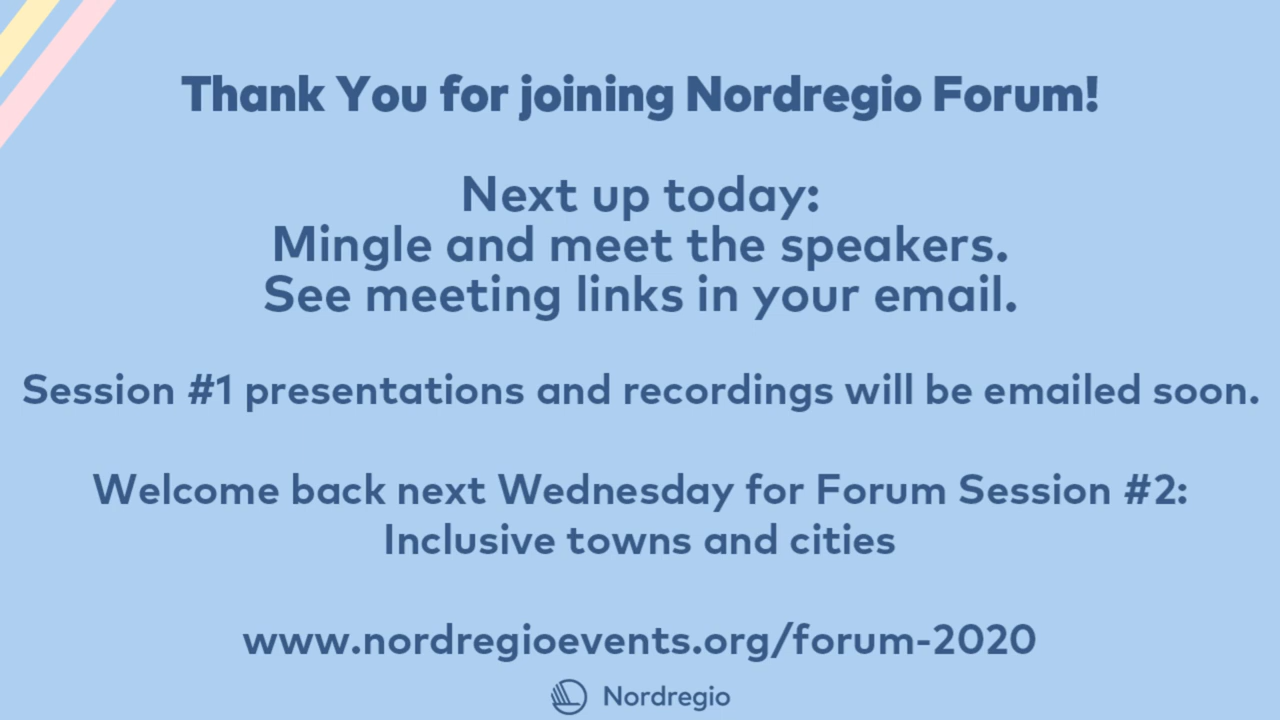 Thank You for joining Nordregio Forum!
Next up today:
Mingle and meet the speakers.
See meeting links in your email.
Session #1 presentations and recordings will be emailed soon.
Welcome back next Wednesday for Forum Session #2:
Inclusive towns and cities
www.nordregioevents.org/forum-2020
Nordregio